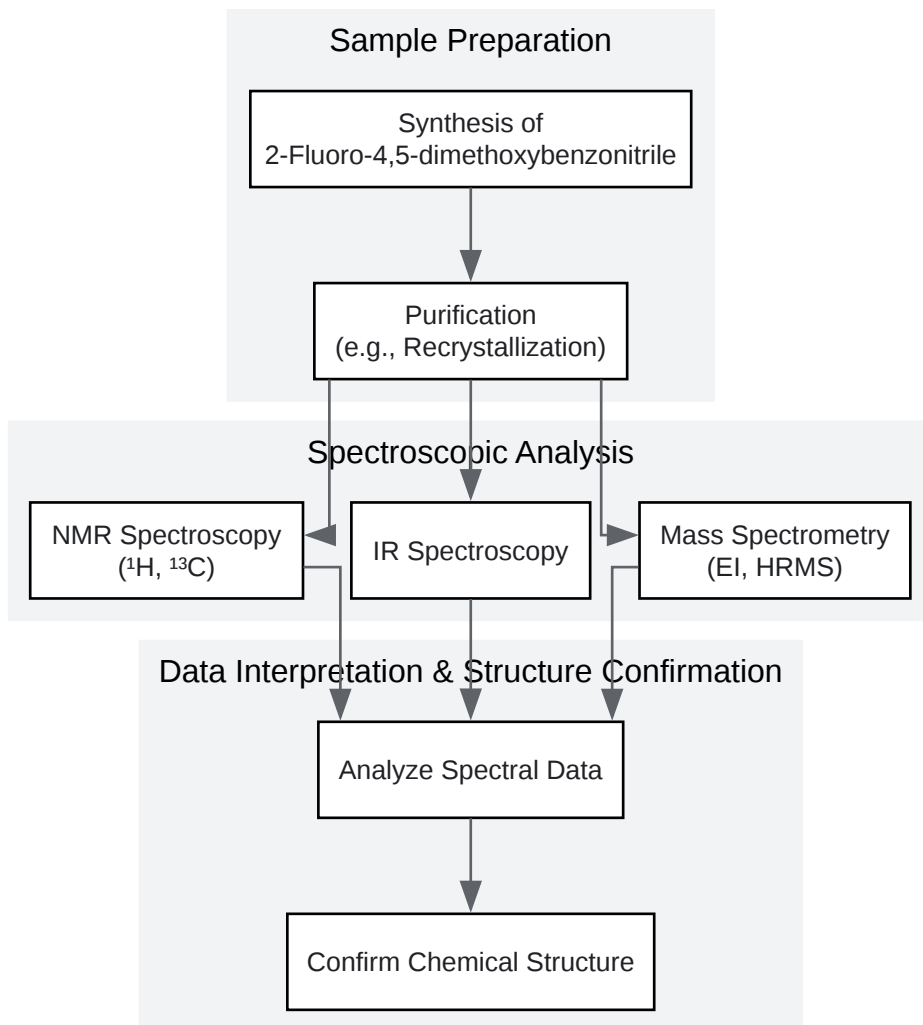 Sample Preparation
Synthesis of
2-Fluoro-4,5-dimethoxybenzonitrile
Purification
(e.g., Recrystallization)
Spectroscopic Analysis
NMR Spectroscopy
(¹H, ¹³C)
IR Spectroscopy
Mass Spectrometry
(EI, HRMS)
Data Interpretation & Structure Confirmation
Analyze Spectral Data
Confirm Chemical Structure